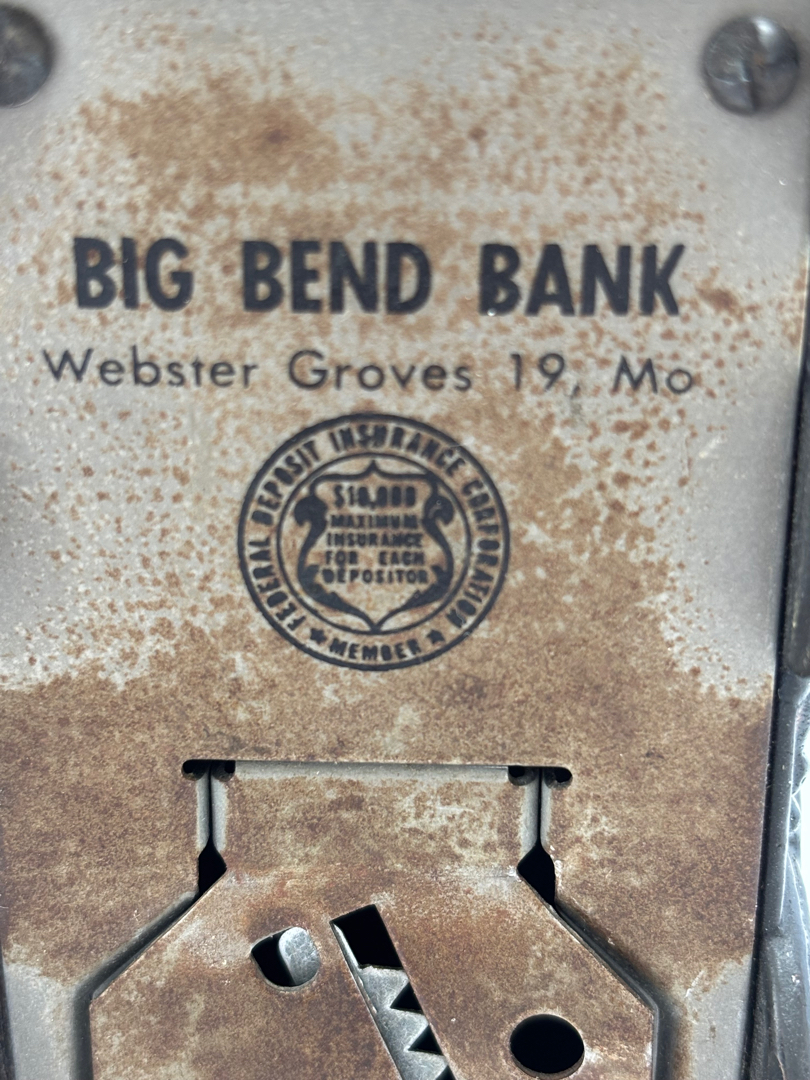 BIG BEND BANK
Webster Groves 19, Mo
FEDERAL DEPOSIT INSURANCE CORPORATION
$10,000
MAXIMUM
INSURANCE
FOR EACH
DEPOSITOR
★ MEMBER ★